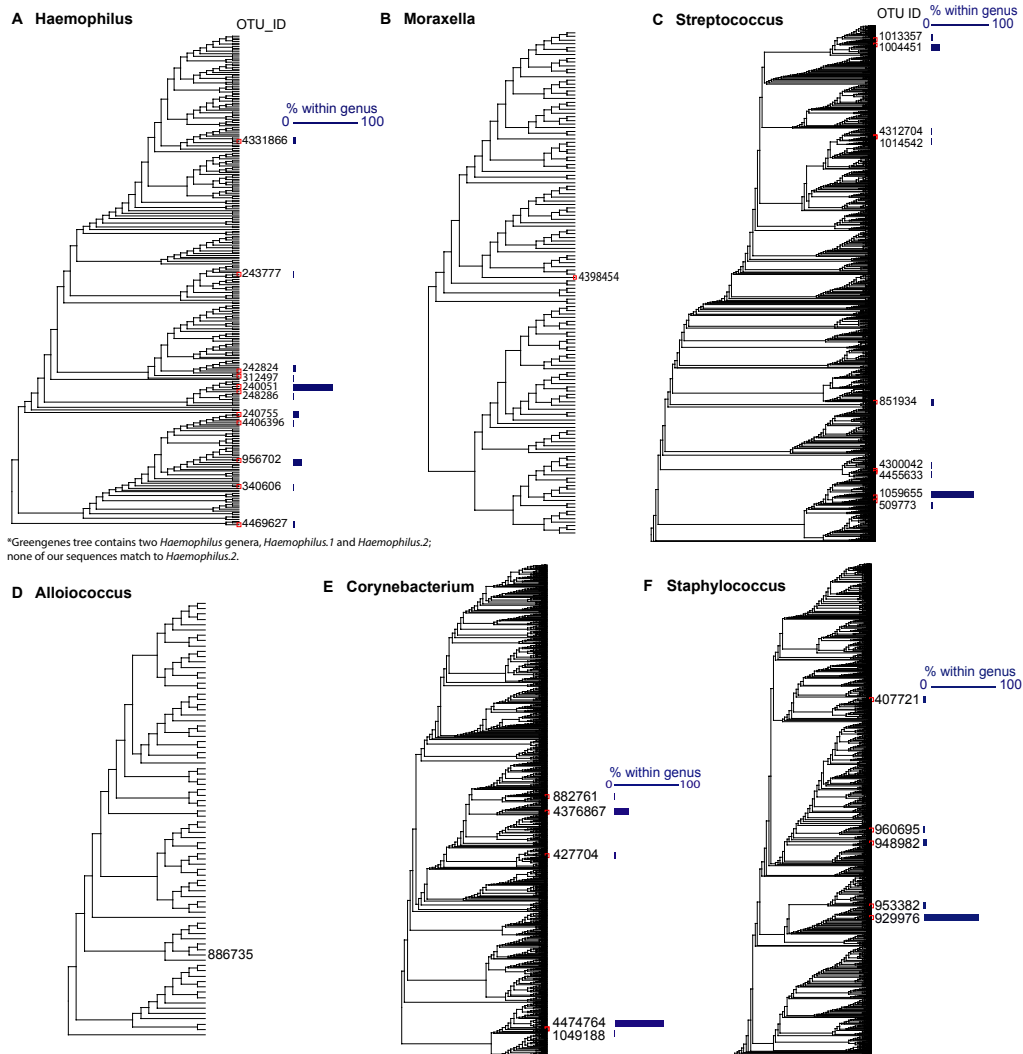 A Haemophilus
OTU_ID
% within genus
0 100
4331866
243777
242824
312497
240051
248286
240755
4406396
956702
340606
4469627
*Greengenes tree contains two Haemophilus genera, Haemophilus.1 and Haemophilus.2;
none of our sequences match to Haemophilus.2.
B Moraxella
4398454
C Streptococcus
OTU ID
% within genus
0 100
1013357
1004451
4312704
1014542
851934
4300042
4455633
1059655
509773
D Alloiococcus
886735
E Corynebacterium
% within genus
0 100
882761
4376867
427704
4474764
1049188
F Staphylococcus
% within genus
0 100
407721
960695
948982
953382
929976